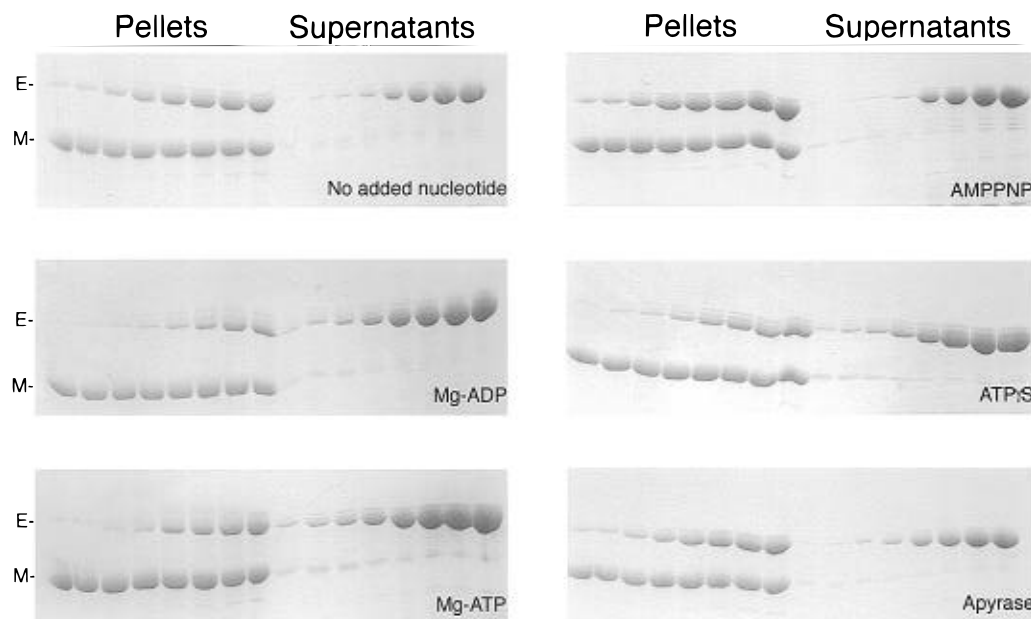 Pellets Supernatants Pellets Supernatants
E-
M-
No added nucleotide AMPPNP
E-
M-
Mg-ADP ATPγS
E-
M-
Mg-ATP Apyrase